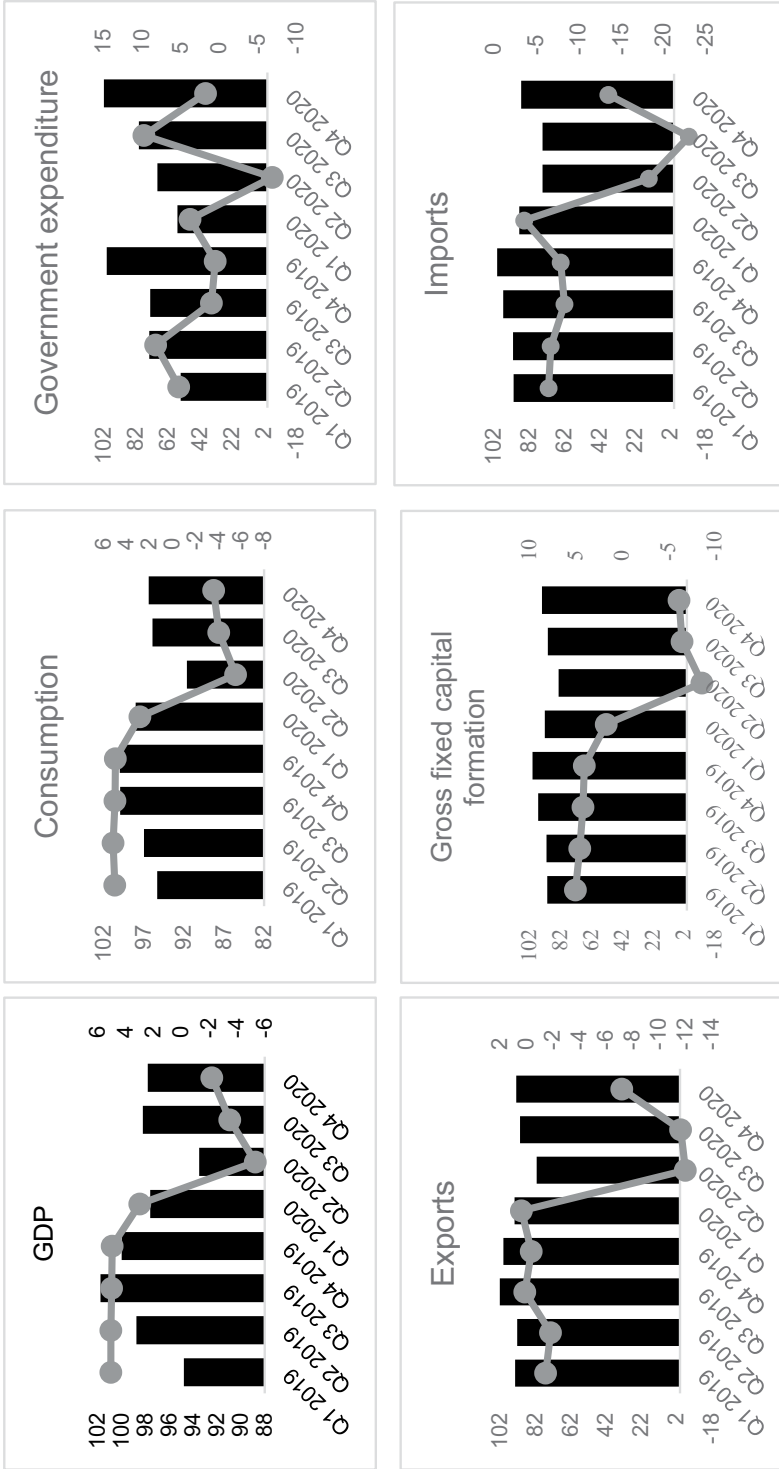 GDP
102
100
98
96
94
92
90
88
6
4
2
0
-2
-4
-6
Q1 2019
Q2 2019
Q3 2019
Q4 2019
Q1 2020
Q2 2020
Q3 2020
Q4 2020
Consumption
102
97
92
87
82
6
4
2
0
-2
-4
-6
-8
Q1 2019
Q2 2019
Q3 2019
Q4 2019
Q1 2020
Q2 2020
Q3 2020
Q4 2020
Government expenditure
102
82
62
42
22
2
-18
15
10
5
0
-5
-10
Q1 2019
Q2 2019
Q3 2019
Q4 2019
Q1 2020
Q2 2020
Q3 2020
Q4 2020
Exports
102
82
62
42
22
2
-18
2
0
-2
-4
-6
-8
-10
-12
-14
Q1 2019
Q2 2019
Q3 2019
Q4 2019
Q1 2020
Q2 2020
Q3 2020
Q4 2020
Gross fixed capital
formation
102
82
62
42
22
2
-18
10
5
0
-5
-10
Q1 2019
Q2 2019
Q3 2019
Q4 2019
Q1 2020
Q2 2020
Q3 2020
Q4 2020
Imports
102
82
62
42
22
2
-18
0
-5
-10
-15
-20
-25
Q1 2019
Q2 2019
Q3 2019
Q4 2019
Q1 2020
Q2 2020
Q3 2020
Q4 2020